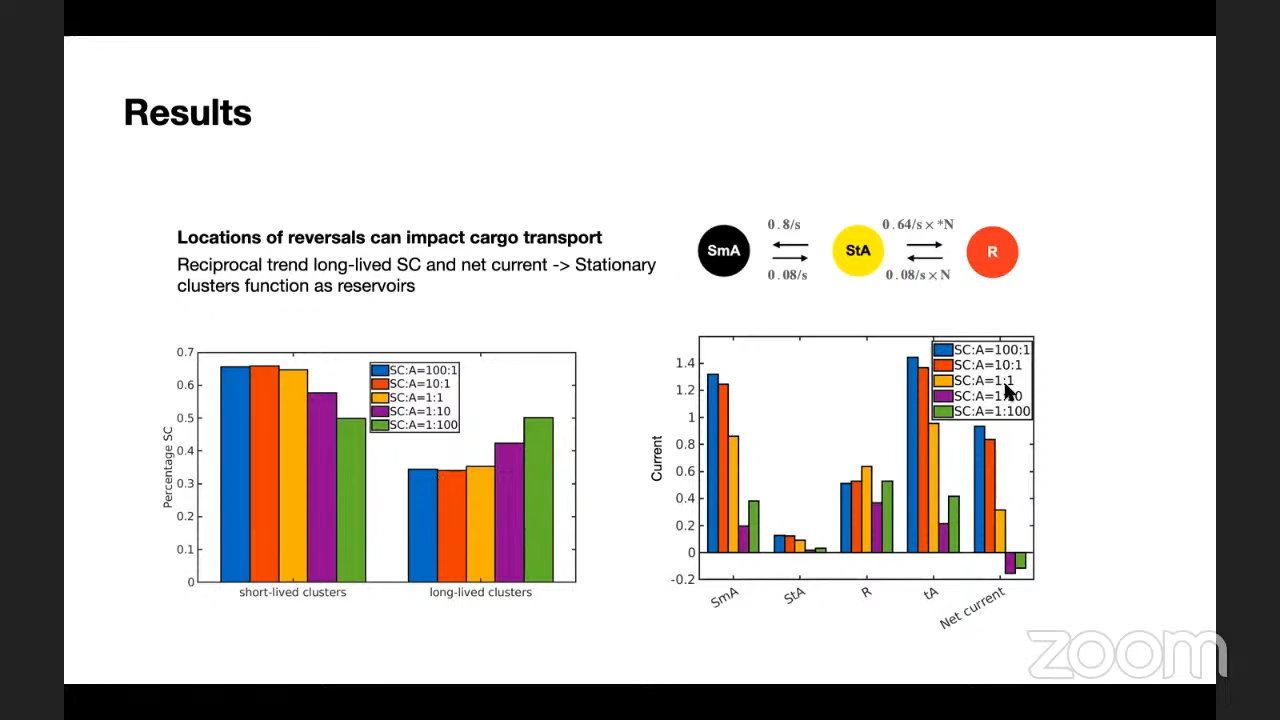 Results
Locations of reversals can impact cargo transport
Reciprocal trend long-lived SC and net current -> Stationary
clusters function as reservoirs
SmA
0.8/s
0.08/s
StA
0.64/s×*N
0.08/s×N
R
0.7
0.6
0.5
0.4
0.3
0.2
0.1
0
Percentage SC
SC:A=100:1
SC:A=10:1
SC:A=1:1
SC:A=1:10
SC:A=1:100
short-lived clusters
long-lived clusters
1.4
1.2
1
0.8
0.6
0.4
0.2
0
-0.2
Current
SC:A=100:1
SC:A=10:1
SC:A=1:1
SC:A=1:10
SC:A=1:100
SmA
StA
R
tA
Net current
zoom